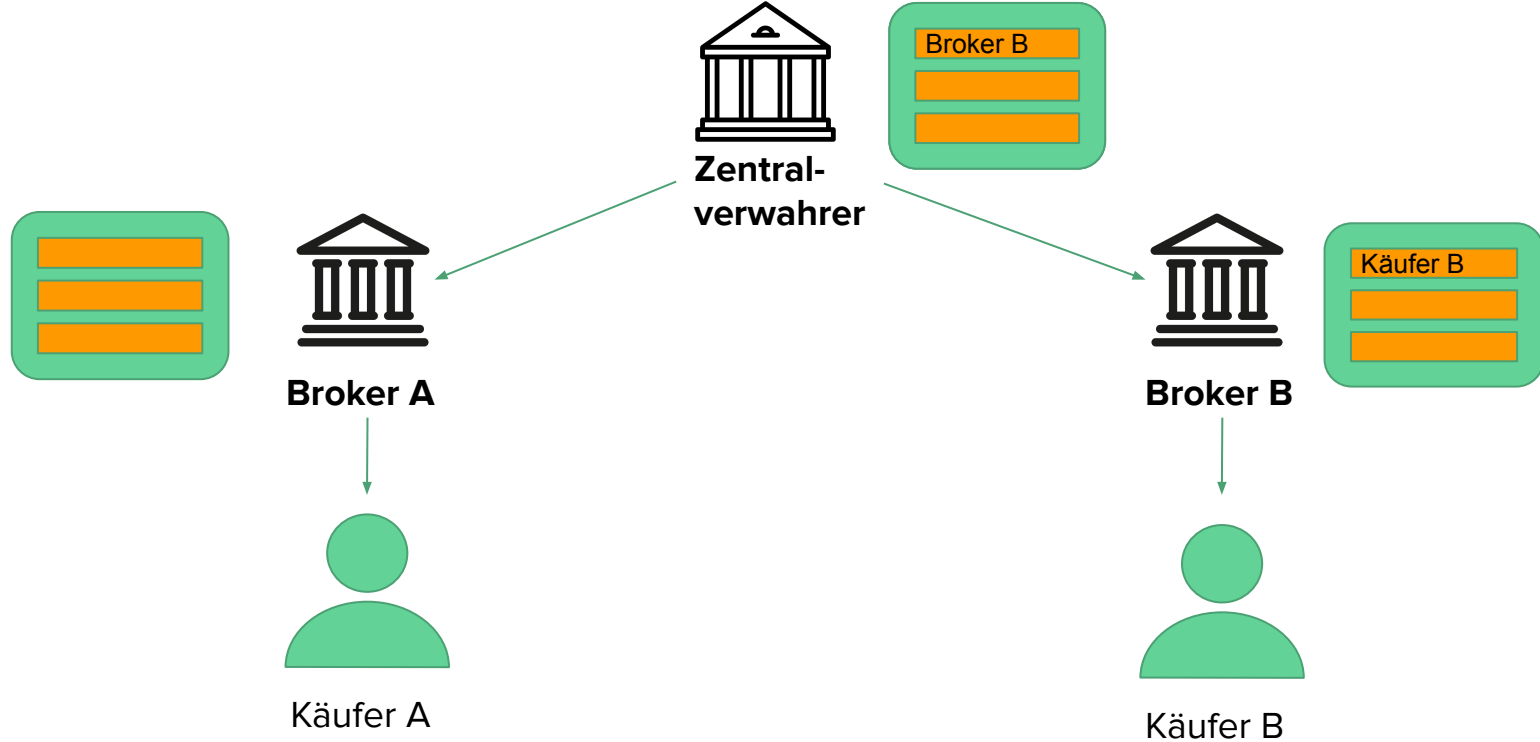 Broker B
Zentral-
verwahrer
Käufer B
Broker A
Broker B
Käufer A
Käufer B